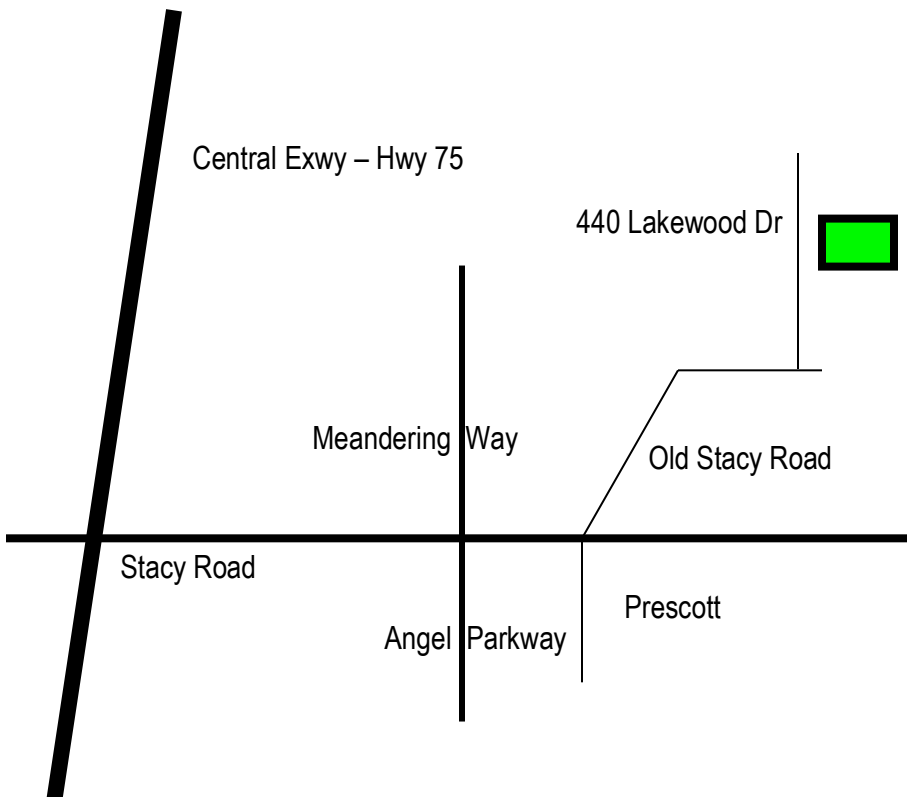 Central Exwy – Hwy 75
440 Lakewood Dr
Meandering Way
Old Stacy Road
Stacy Road
Prescott
Angel Parkway